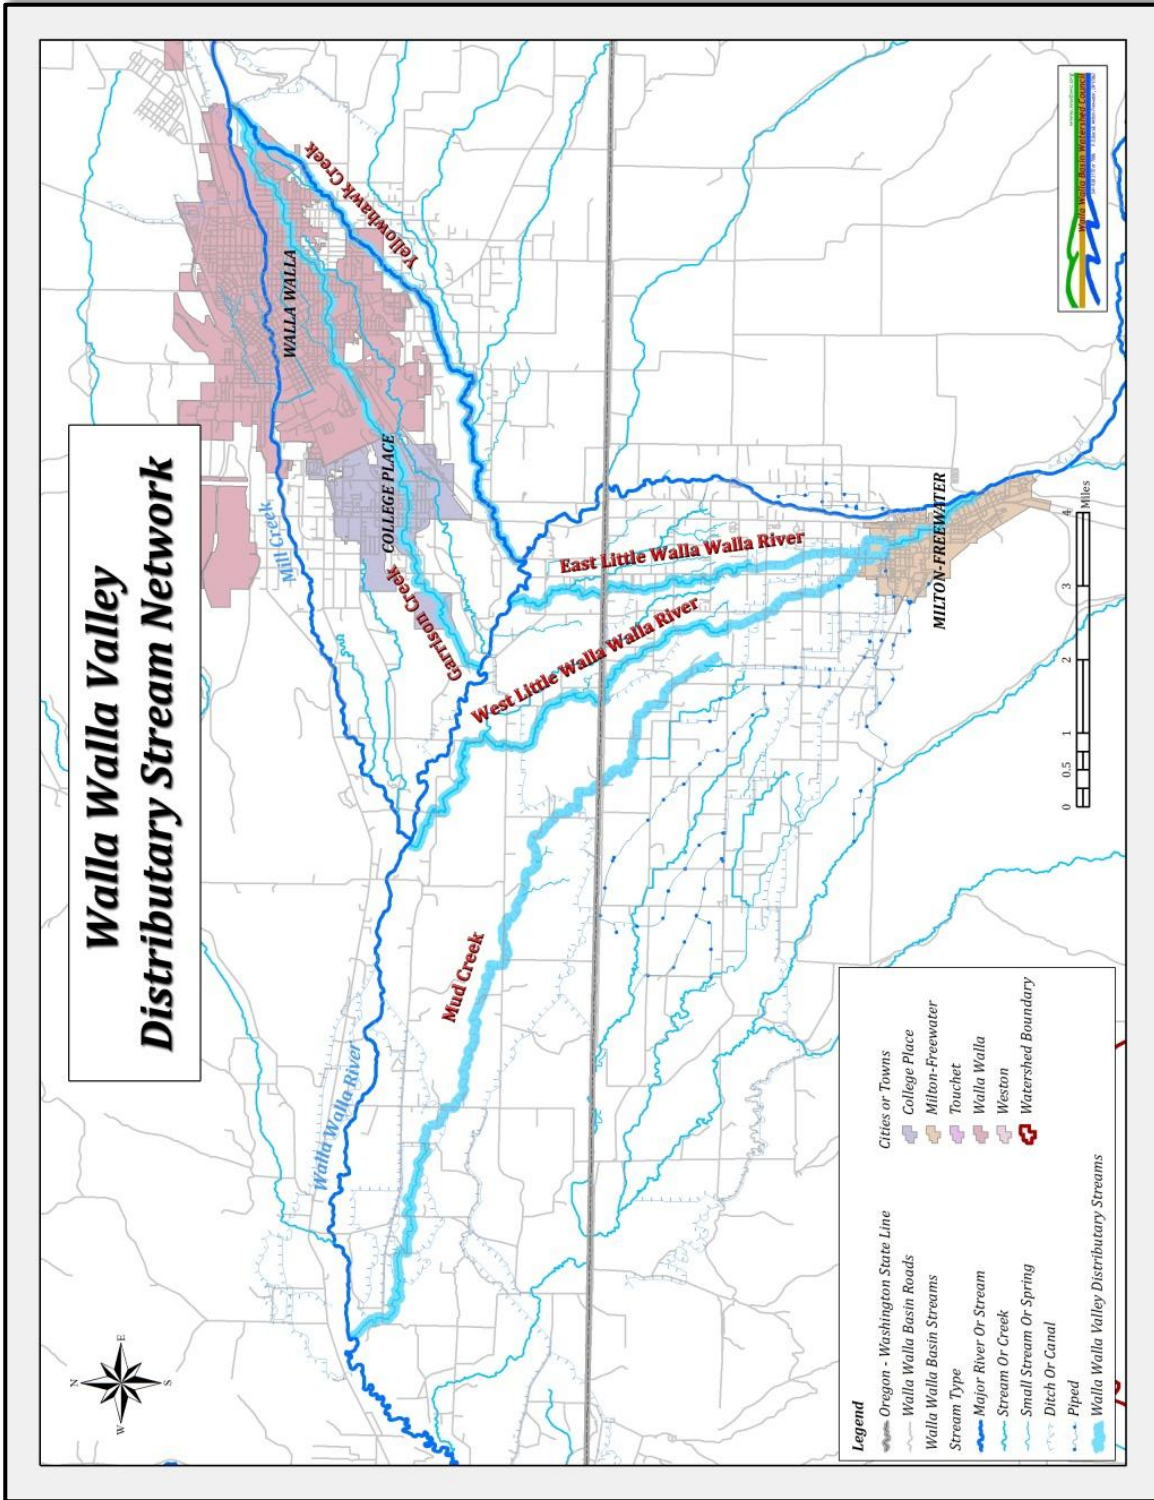 Walla Walla Valley
Distributary Stream Network
N
W
E
S
Walla Walla Basin Watershed Council
Yellowhawk Creek
WALLA WALLA
Mill Creek
COLLEGE PLACE
Garrison Creek
East Little Walla Walla River
West Little Walla Walla River
MILTON-FREEWATER
Mud Creek
Walla Walla River
0
0.5
1
2
3
4
Miles
Legend
Oregon - Washington State Line
Walla Walla Basin Roads
Walla Walla Basin Streams
Stream Type
Major River Or Stream
Stream Or Creek
Small Stream Or Spring
Ditch Or Canal
Piped
Walla Walla Valley Distributary Streams
Cities or Towns
College Place
Milton-Freewater
Touchet
Walla Walla
Weston
Watershed Boundary